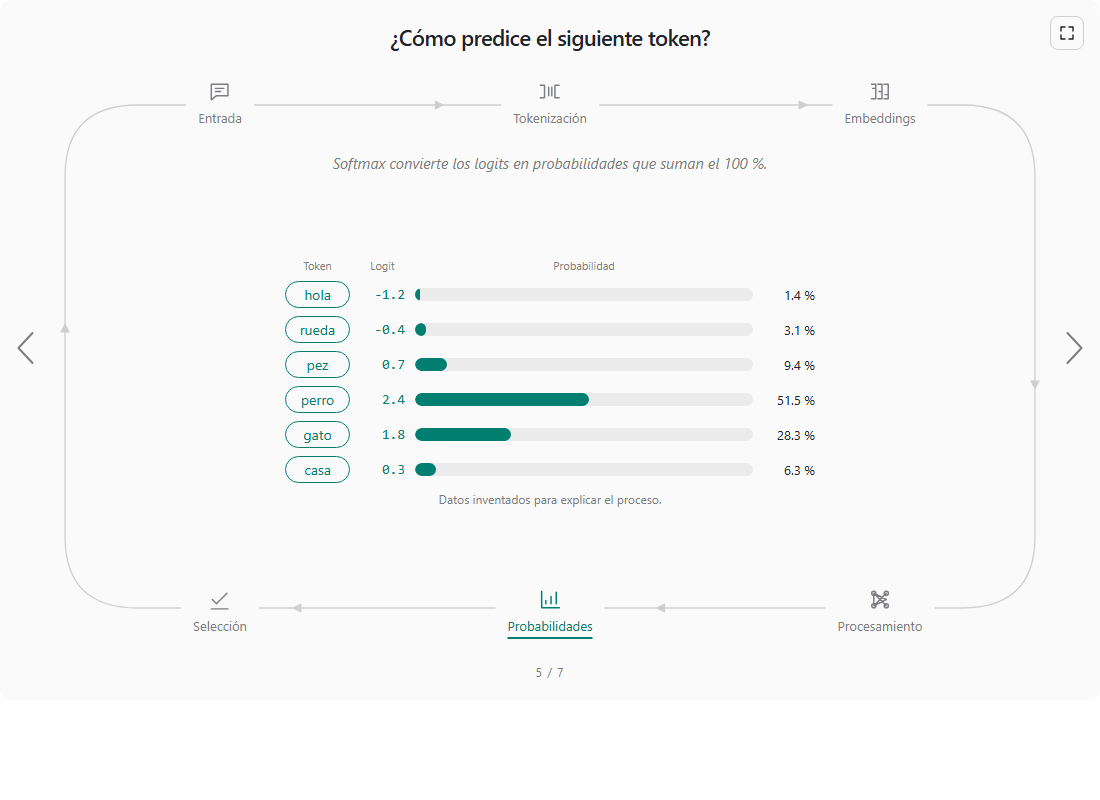 ¿Cómo predice el siguiente token?
Entrada
Tokenización
Embeddings
Softmax convierte los logits en probabilidades que suman el 100 %.
Token Logit Probabilidad
hola -1.2 1.4 %
rueda -0.4 3.1 %
pez 0.7 9.4 %
perro 2.4 51.5 %
gato 1.8 28.3 %
casa 0.3 6.3 %
Datos inventados para explicar el proceso.
Selección
Probabilidades
Procesamiento
5 / 7